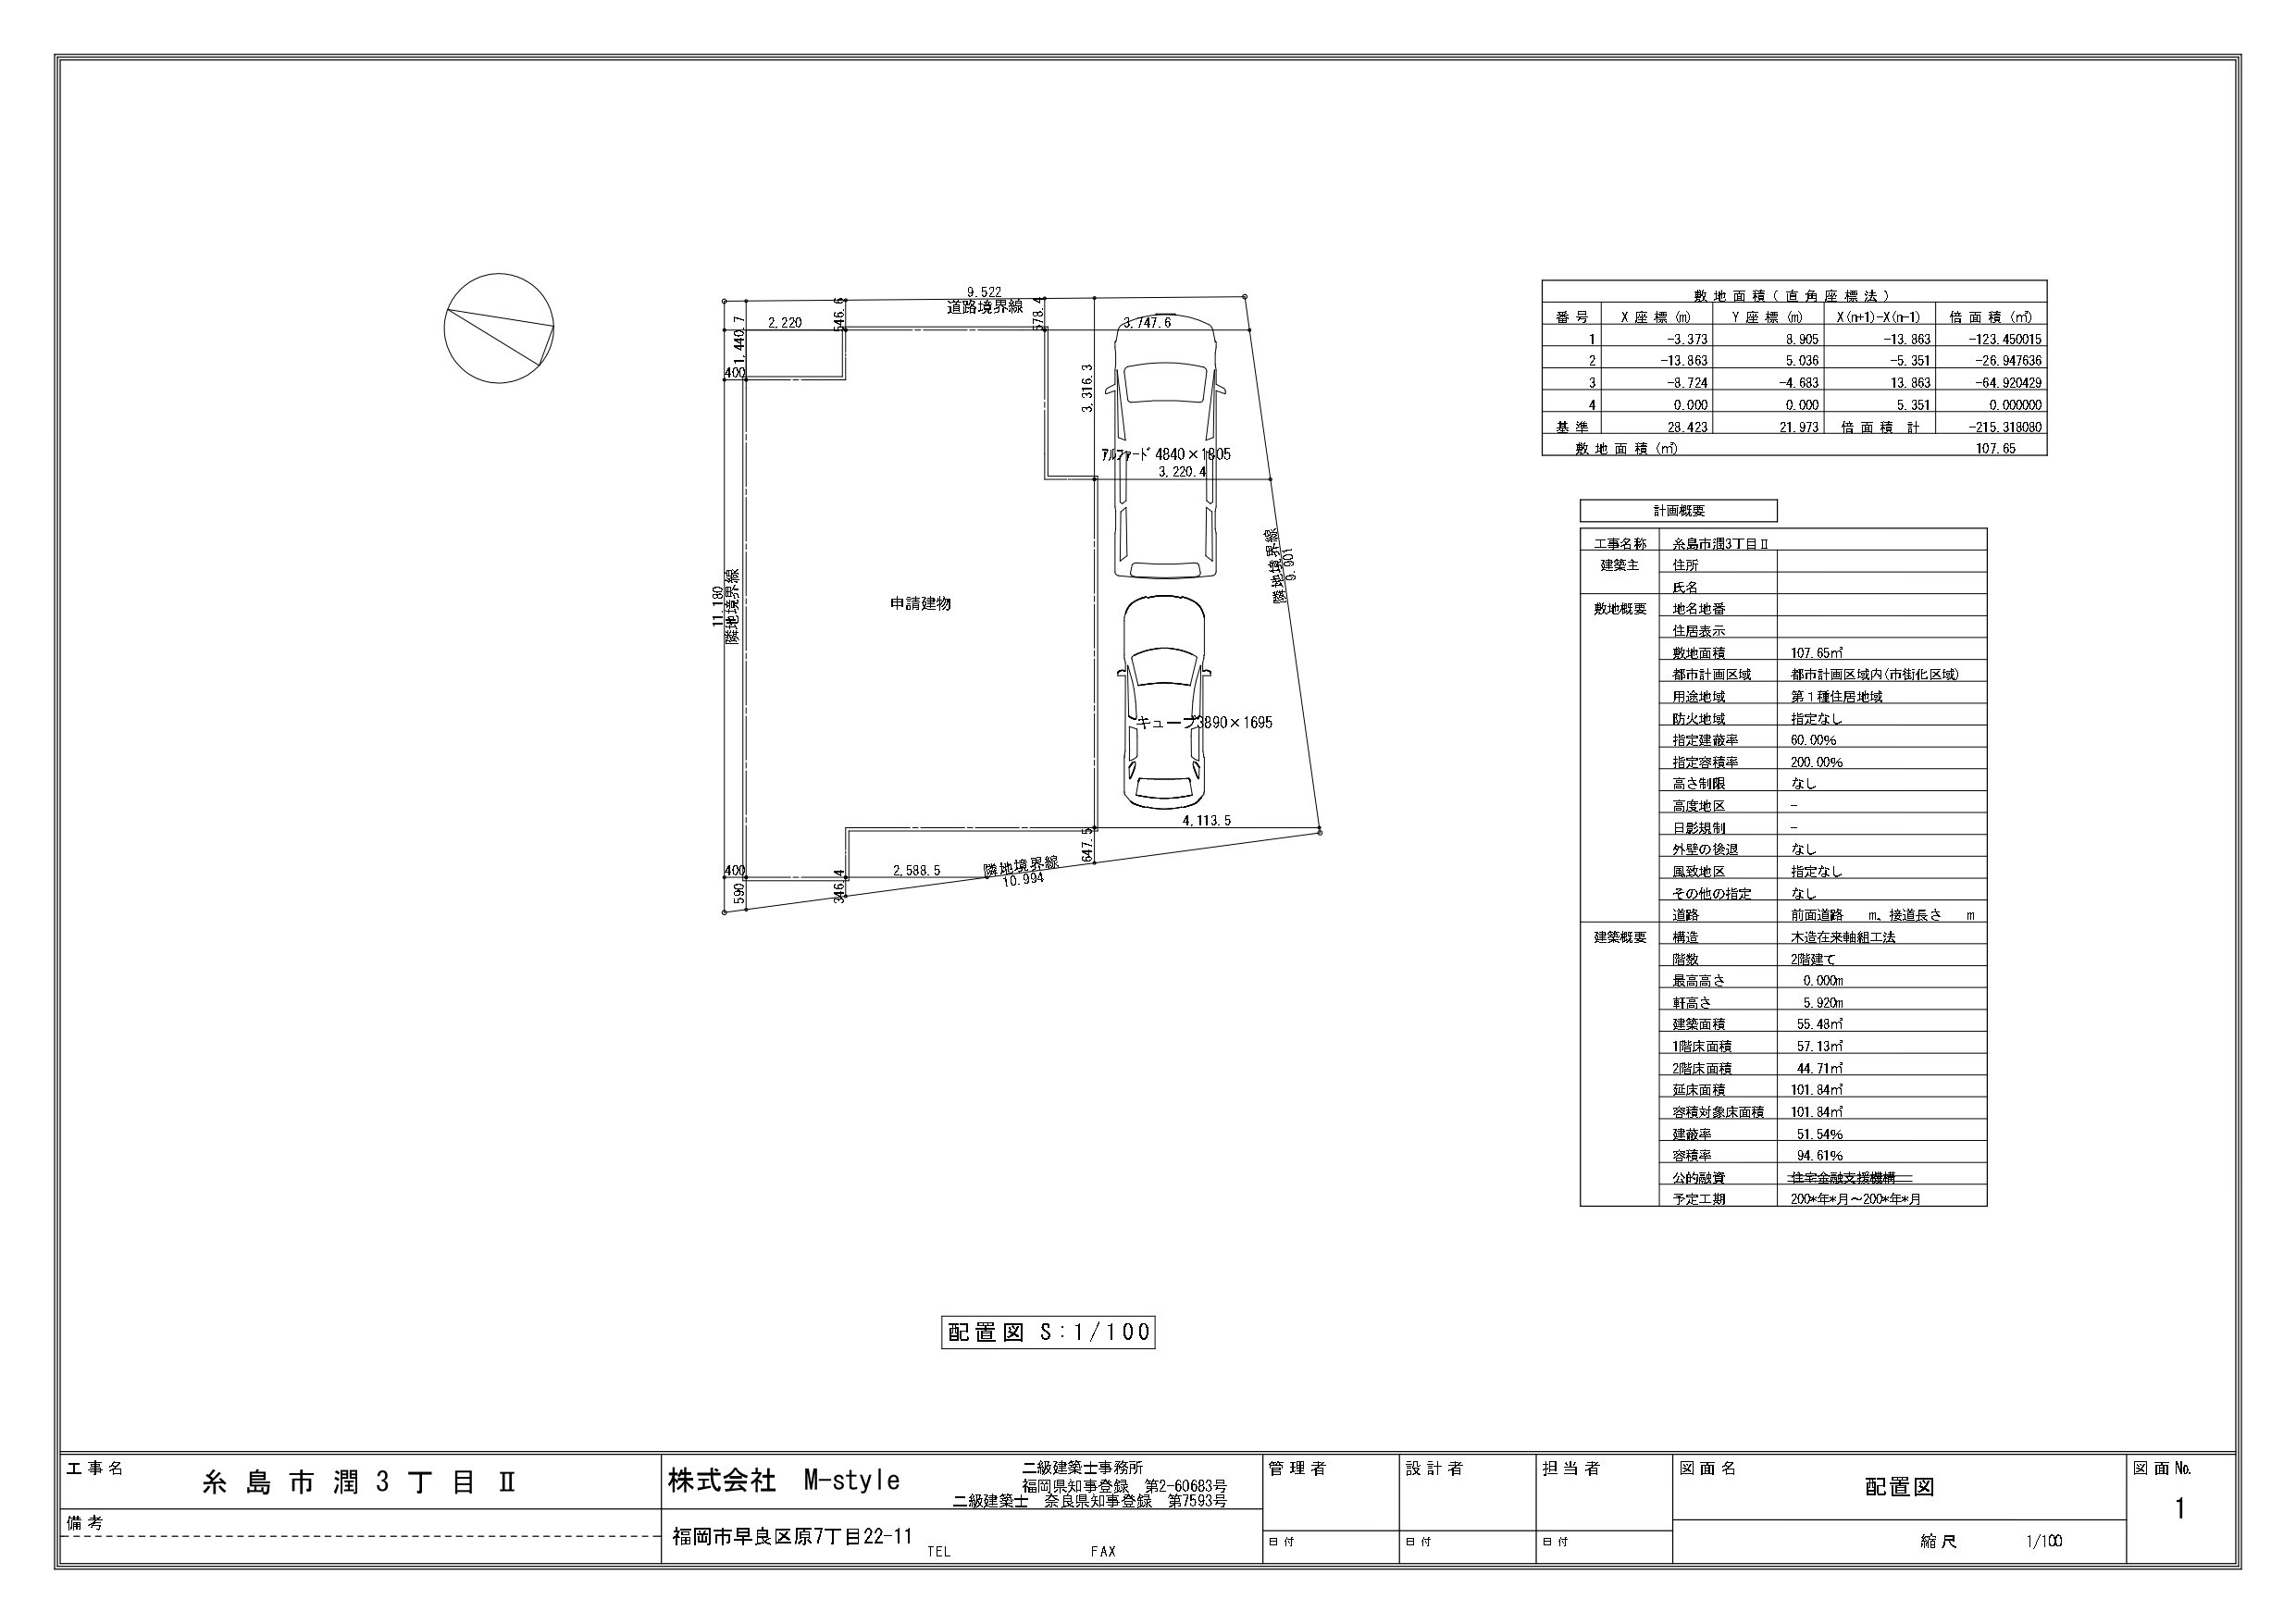 9.522
道路境界線
2,220
546.6
578.4
3,747.6
1,440.7
400
3,316.3
ｱﾙﾌｧｰﾄﾞ 4840×1805
3,220.4
隣地境界線
9.901
11.180
隣地境界線
申請建物
キューブ3890×1695
4,113.5
647.5
400
590
346.4
2,588.5
隣地境界線
10.994
敷地面積(直角座標法)
番号 X座標(m) Y座標(m) X(n+1)-X(n-1) 倍面積(㎡)
1 -3.373 8.905 -13.863 -123.450015
2 -13.863 5.036 -5.351 -26.947636
3 -8.724 -4.683 13.863 -64.920429
4 0.000 0.000 5.351 0.000000
基準 28.423 21.973 倍面積 計 -215.318080
敷地面積(㎡) 107.65
計画概要
工事名称 糸島市潤3丁目Ⅱ
建築主 住所
氏名
敷地概要 地名地番
住居表示
敷地面積 107.65㎡
都市計画区域 都市計画区域内(市街化区域)
用途地域 第1種住居地域
防火地域 指定なし
指定建蔽率 60.00%
指定容積率 200.00%
高さ制限 なし
高度地区 -
日影規制 -
外壁の後退 なし
風致地区 指定なし
その他の指定 なし
道路 前面道路 m、接道長さ m
建築概要 構造 木造在来軸組工法
階数 2階建て
最高高さ 0.000m
軒高さ 5.920m
建築面積 55.48㎡
1階床面積 57.13㎡
2階床面積 44.71㎡
延床面積 101.84㎡
容積対象床面積 101.84㎡
建蔽率 51.54%
容積率 94.61%
公的融資 住宅金融支援機構
予定工期 200*年*月～200*年*月
配置図 S:1/100
工事名 糸島市潤3丁目Ⅱ
備考
株式会社 M-style
二級建築士事務所
福岡県知事登録 第2-60683号
二級建築士 奈良県知事登録 第7593号
福岡市早良区原7丁目22-11
TEL FAX
管理者 設計者 担当者
日付 日付 日付
図面名 配置図
縮尺 1/100
図面No.
1